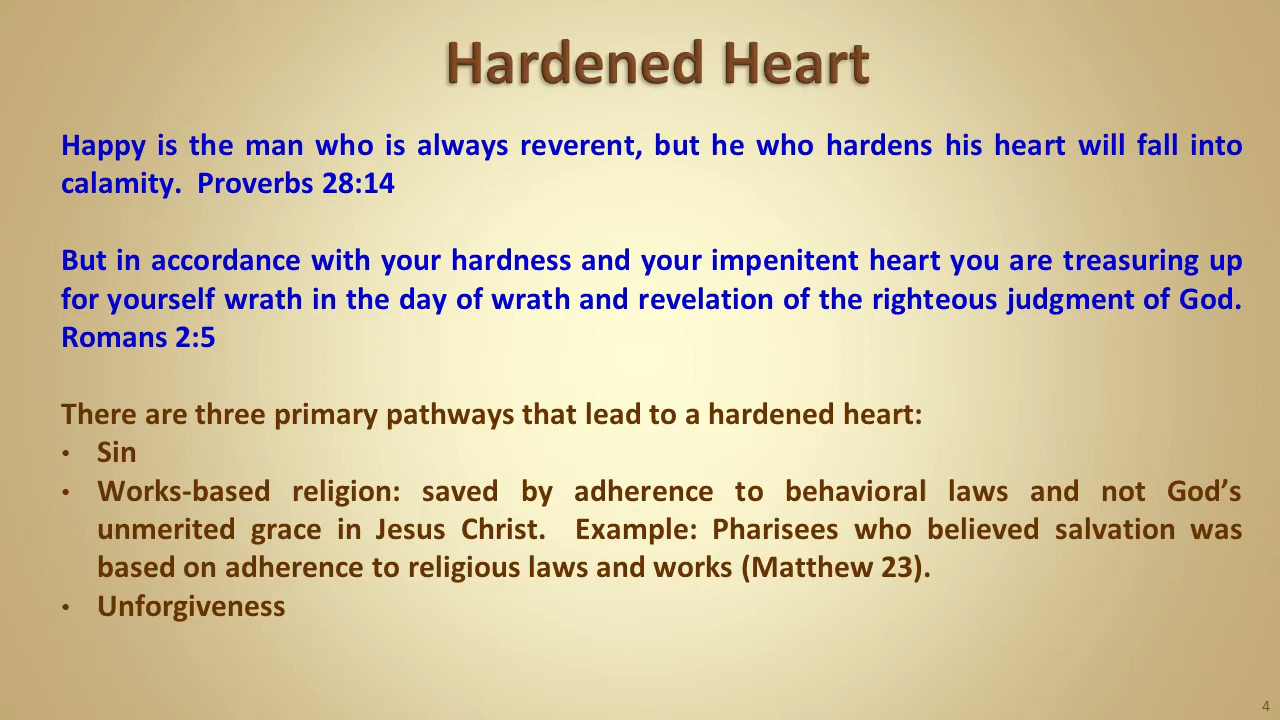 Hardened Heart
Happy is the man who is always reverent, but he who hardens his heart will fall into
calamity.  Proverbs 28:14
But in accordance with your hardness and your impenitent heart you are treasuring up
for yourself wrath in the day of wrath and revelation of the righteous judgment of God.
Romans 2:5
There are three primary pathways that lead to a hardened heart:
• Sin
• Works-based religion: saved by adherence to behavioral laws and not God’s
unmerited grace in Jesus Christ.  Example: Pharisees who believed salvation was
based on adherence to religious laws and works (Matthew 23).
• Unforgiveness
4